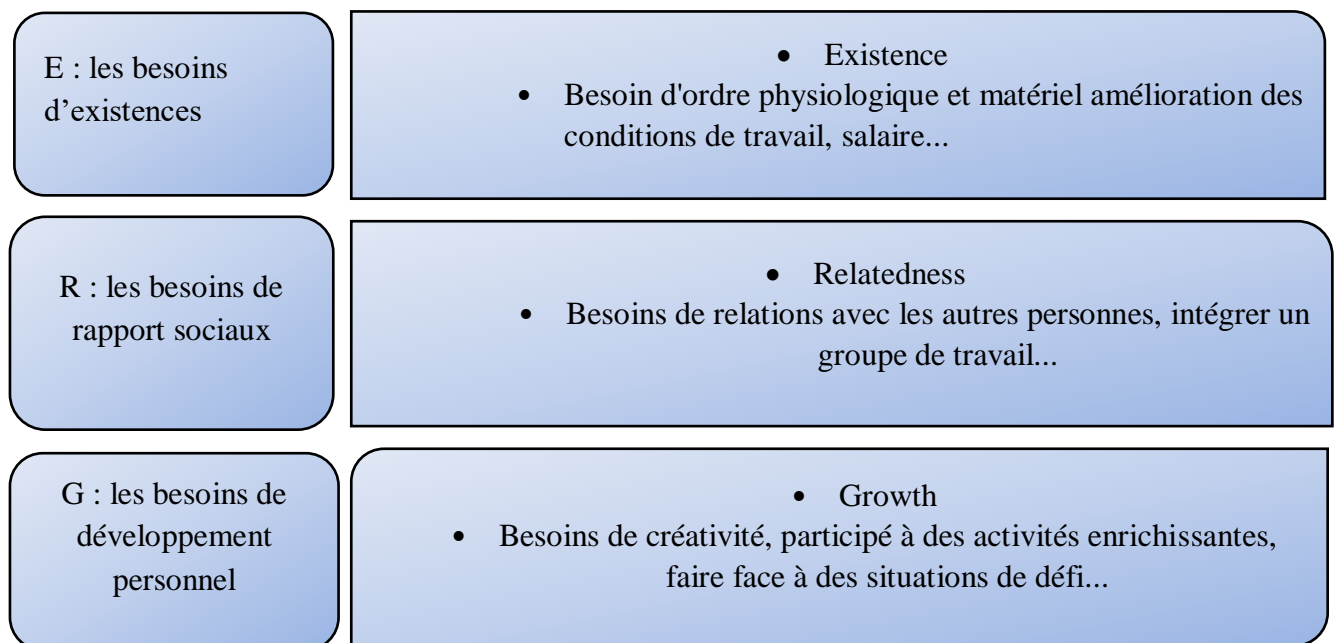 E : les besoins
d’existences
• Existence
• Besoin d'ordre physiologique et matériel amélioration des
conditions de travail, salaire...
R : les besoins de
rapport sociaux
• Relatedness
• Besoins de relations avec les autres personnes, intégrer un
groupe de travail...
G : les besoins de
développement
personnel
• Growth
• Besoins de créativité, participé à des activités enrichissantes,
faire face à des situations de défi...